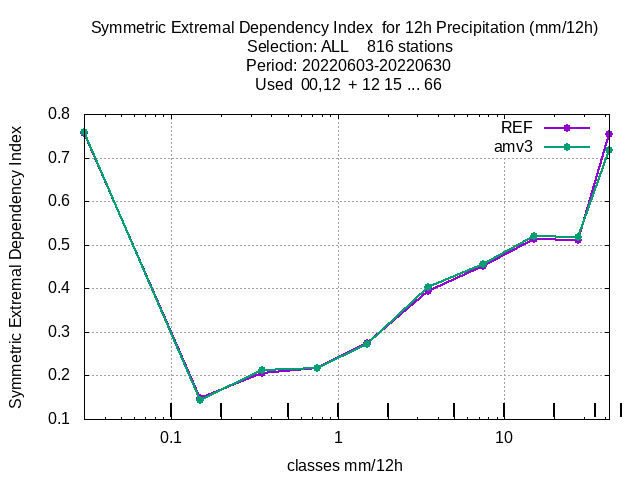 Symmetric Extremal Dependency Index  for 12h Precipitation (mm/12h)
Selection: ALL    816 stations
Period: 20220603-20220630
Used  00,12  + 12 15 ... 66
REF
amv3
Symmetric Extremal Dependency Index
0.8
0.7
0.6
0.5
0.4
0.3
0.2
0.1
0.1 1 10
classes mm/12h